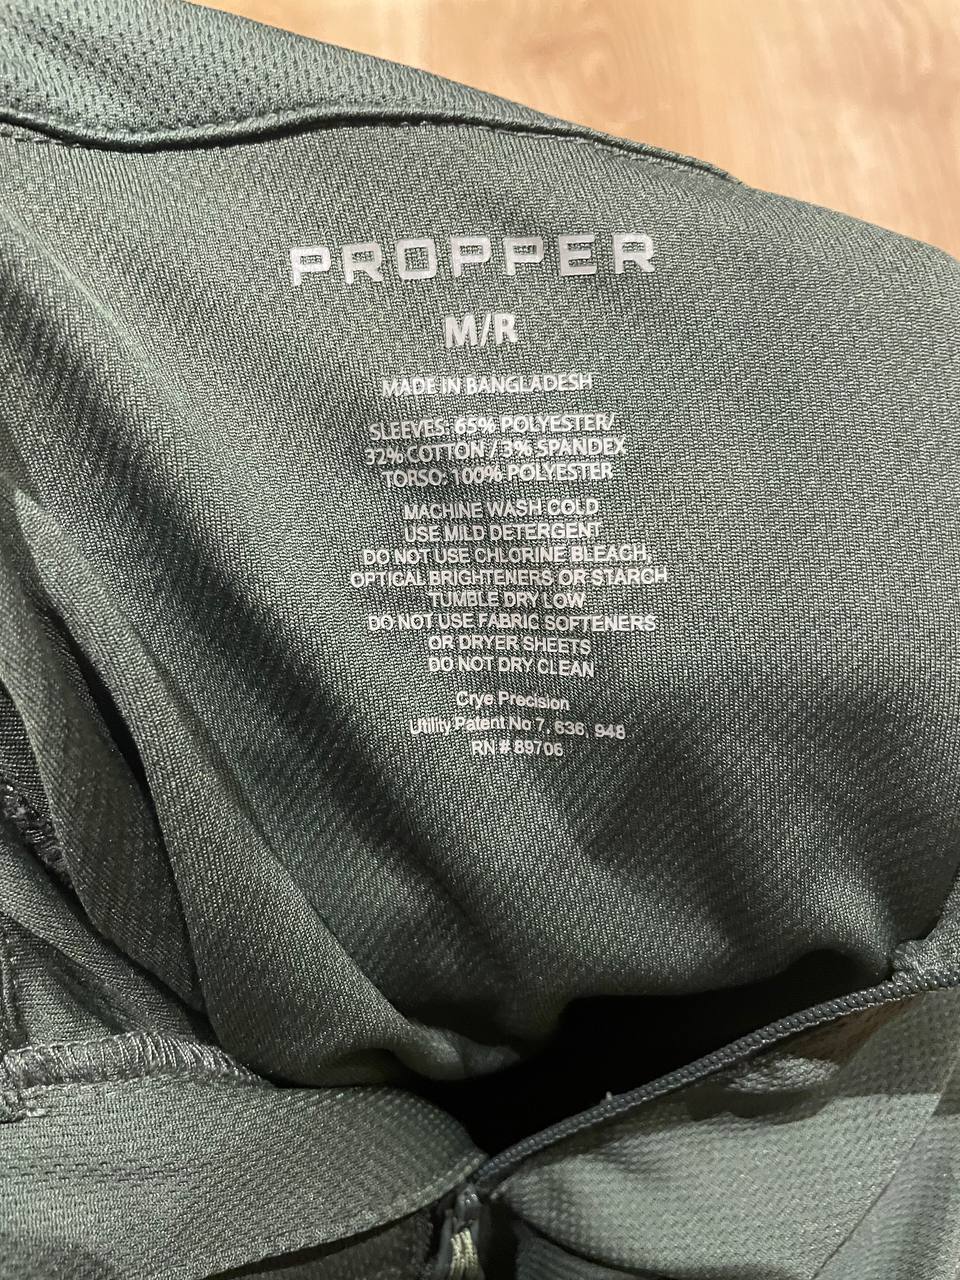 PROPPER
M/R
MADE IN BANGLADESH
SLEEVES: 65% POLYESTER/
32% COTTON / 3% SPANDEX
TORSO: 100% POLYESTER
MACHINE WASH COLD
USE MILD DETERGENT
DO NOT USE CHLORINE BLEACH,
OPTICAL BRIGHTENERS OR STARCH
TUMBLE DRY LOW
DO NOT USE FABRIC SOFTENERS
OR DRYER SHEETS
DO NOT DRY CLEAN
Crye Precision
Utility Patent No 7, 636, 948
RN # 89706